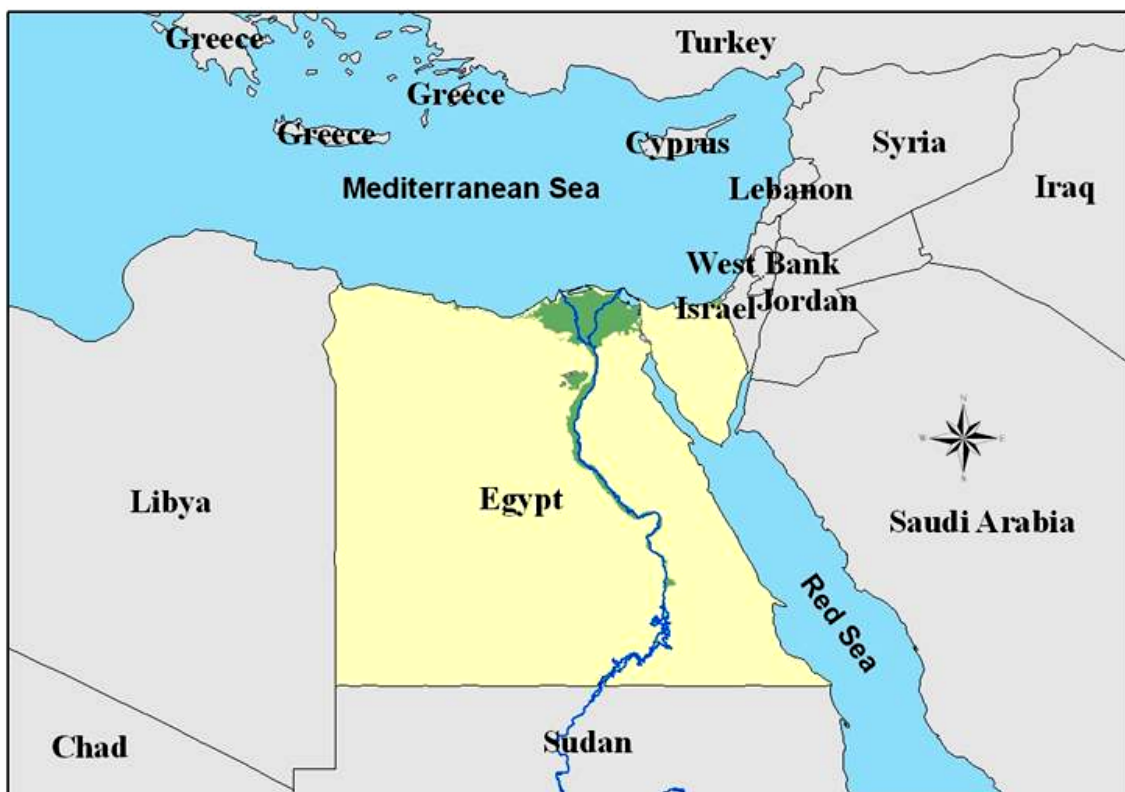 Greece
Turkey
Greece
Greece
Cyprus
Syria
Mediterranean Sea
Lebanon
Iraq
West Bank
Israel
Jordan
N
W
E
S
Libya
Egypt
Saudi Arabia
Red Sea
Chad
Sudan